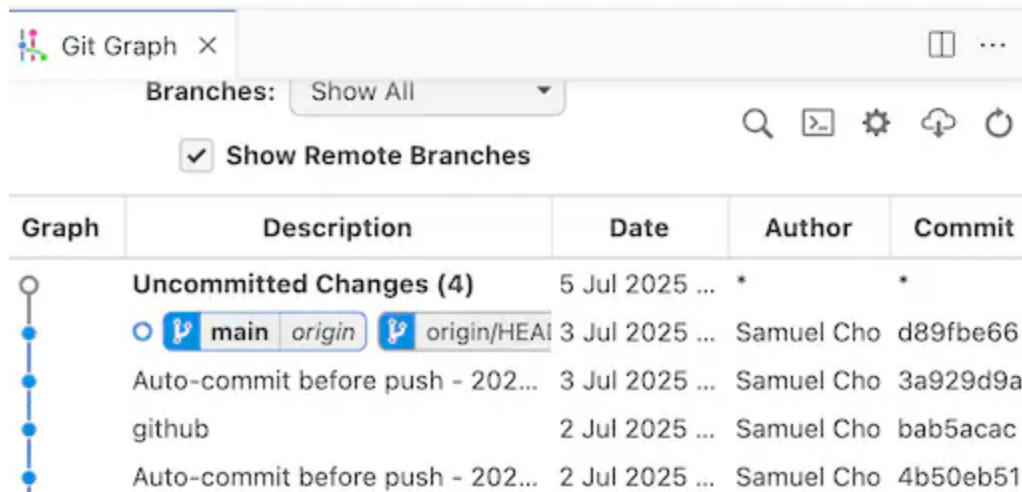 Git Graph
Branches: Show All
Show Remote Branches
Graph Description Date Author Commit
Uncommitted Changes (4) 5 Jul 2025 ... * *
main origin origin/HEA 3 Jul 2025 ... Samuel Cho d89fbe66
Auto-commit before push - 202... 3 Jul 2025 ... Samuel Cho 3a929d9a
github 2 Jul 2025 ... Samuel Cho bab5acac
Auto-commit before push - 202... 2 Jul 2025 ... Samuel Cho 4b50eb51